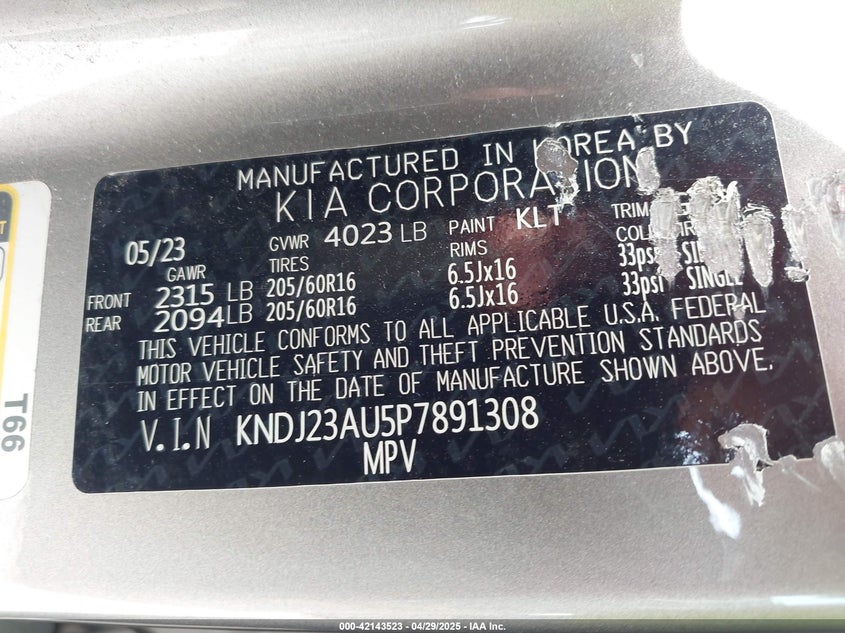 MANUFACTURED IN KOREA BY
KIA CORPORATION
05/23 GVWR 4023 LB PAINT KLT TRIM
GAWR TIRES RIMS
FRONT 2315 LB 205/60R16 6.5Jx16 33psi
REAR 2094 LB 205/60R16 6.5Jx16 33psi SINGLE
THIS VEHICLE CONFORMS TO ALL APPLICABLE U.S.A. FEDERAL
MOTOR VEHICLE SAFETY AND THEFT PREVENTION STANDARDS
IN EFFECT ON THE DATE OF MANUFACTURE SHOWN ABOVE.
V.I.N KNDJ23AU5P7891308
MPV
T66
000-42143523 - 04/29/2025 - IAA Inc.